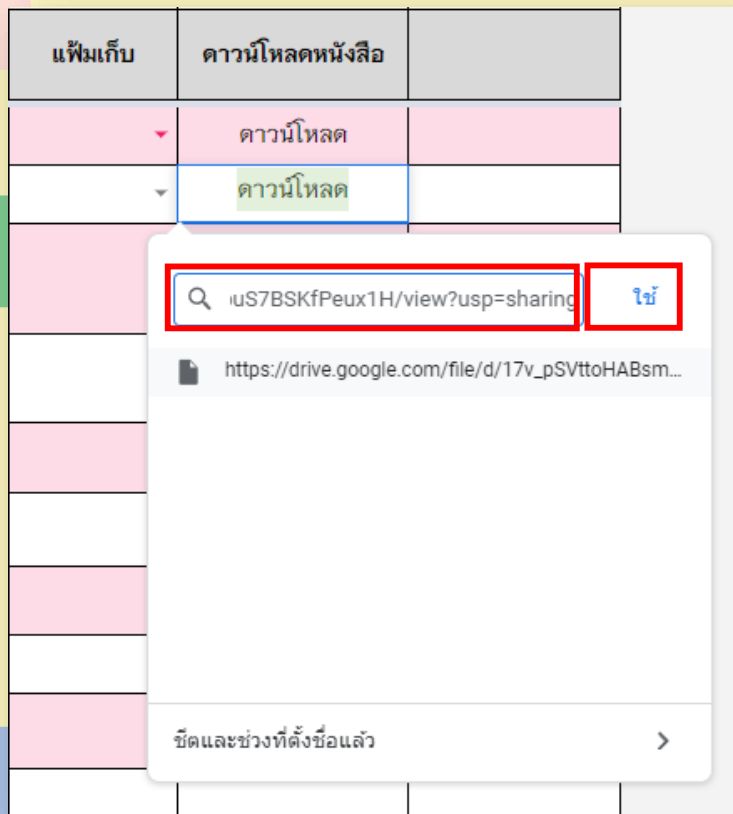 แฟ้มเก็บ ดาวน์โหลดหนังสือ
ดาวน์โหลด
ดาวน์โหลด
uS7BSKfPeux1H/view?usp=sharing ใช้
https://drive.google.com/file/d/17v_pSVttoHABsm...
ชีตและช่วงที่ตั้งชื่อแล้ว